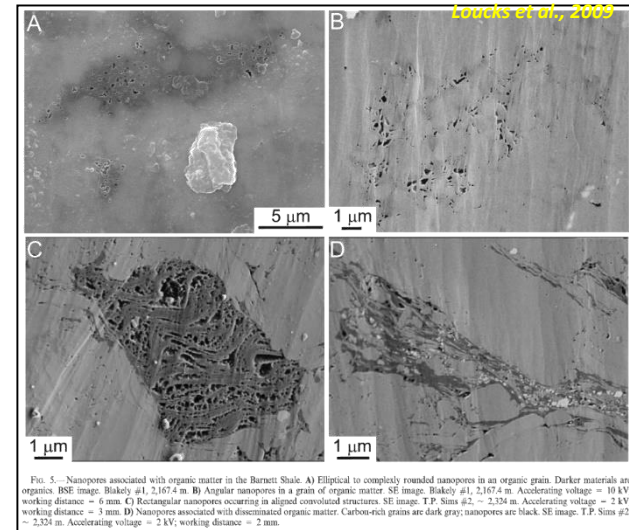 Loucks et al., 2009
A
B
5 µm
1 µm
C
D
1 µm
1 µm
FIG. 5.—Nanopores associated with organic matter in the Barnett Shale. A) Elliptical to complexly rounded nanopores in an organic grain. Darker materials are
organics. BSE image. Blakely #1, 2,167.4 m. B) Angular nanopores in a grain of organic matter. SE image. Blakely #1, 2,167.4 m. Accelerating voltage = 10 kV;
working distance = 6 mm. C) Rectangular nanopores occurring in aligned convoluted structures. SE image. T.P. Sims #2, ~ 2,324 m. Accelerating voltage = 2 kV;
working distance = 3 mm. D) Nanopores associated with disseminated organic matter. Carbon-rich grains are dark gray; nanopores are black. SE image. T.P. Sims #2,
~ 2,324 m. Accelerating voltage = 2 kV; working distance = 2 mm.